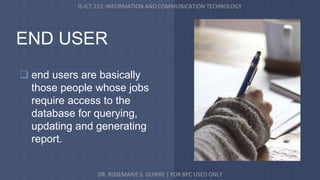 IS-ICT 223: INFORMATION AND COMMUNICATION TECHNOLOGY
END USER
end users are basically
those people whose jobs
require access to the
database for querying,
updating and generating
report.
DR. ROSEMARIE S. GUIRRE | FOR BPC USED ONLY